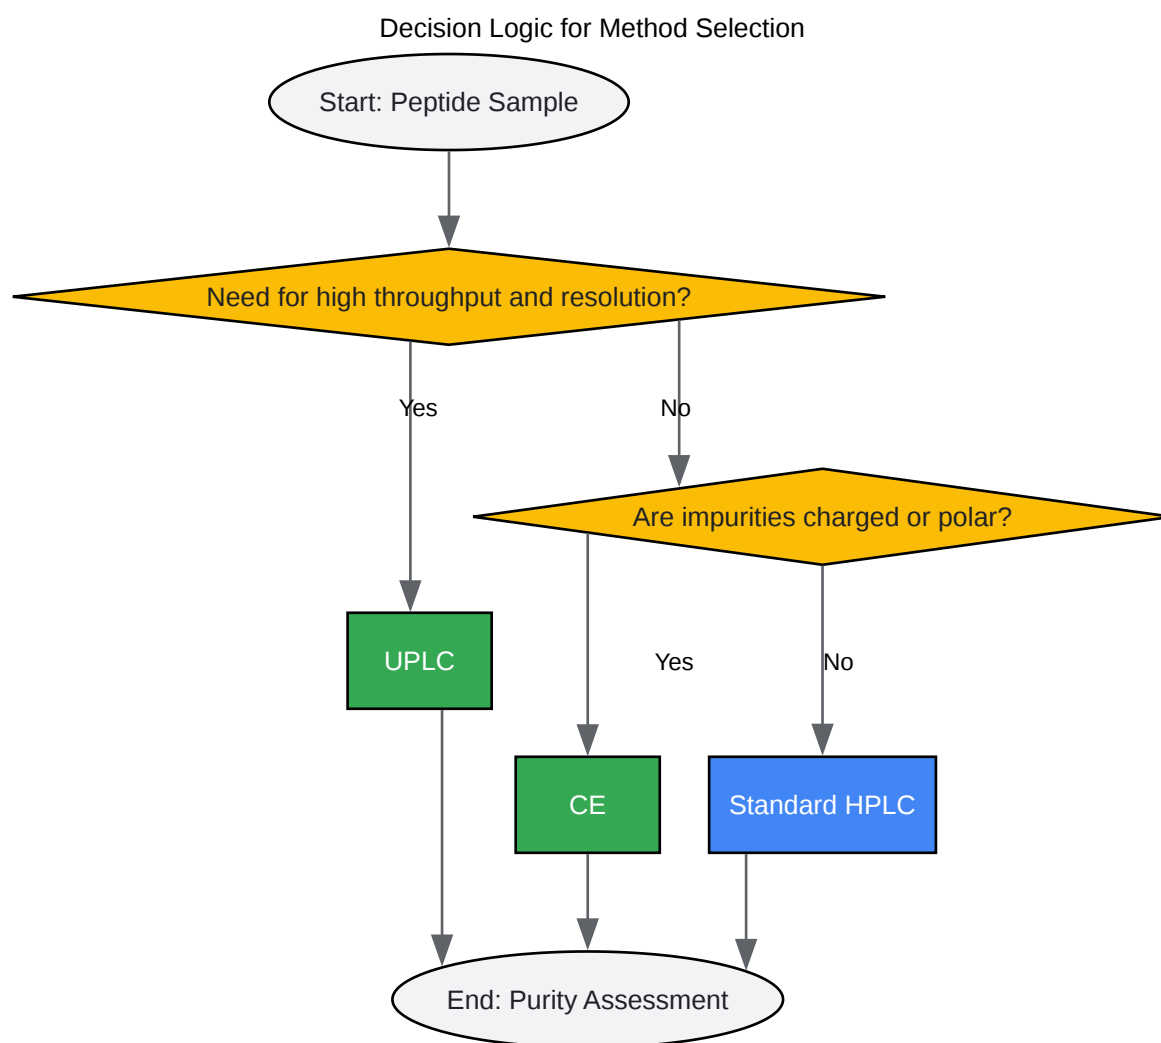 Decision Logic for Method Selection
Start: Peptide Sample
Need for high throughput and resolution?
Yes
No
Are impurities charged or polar?
UPLC
Yes
No
CE
Standard HPLC
End: Purity Assessment